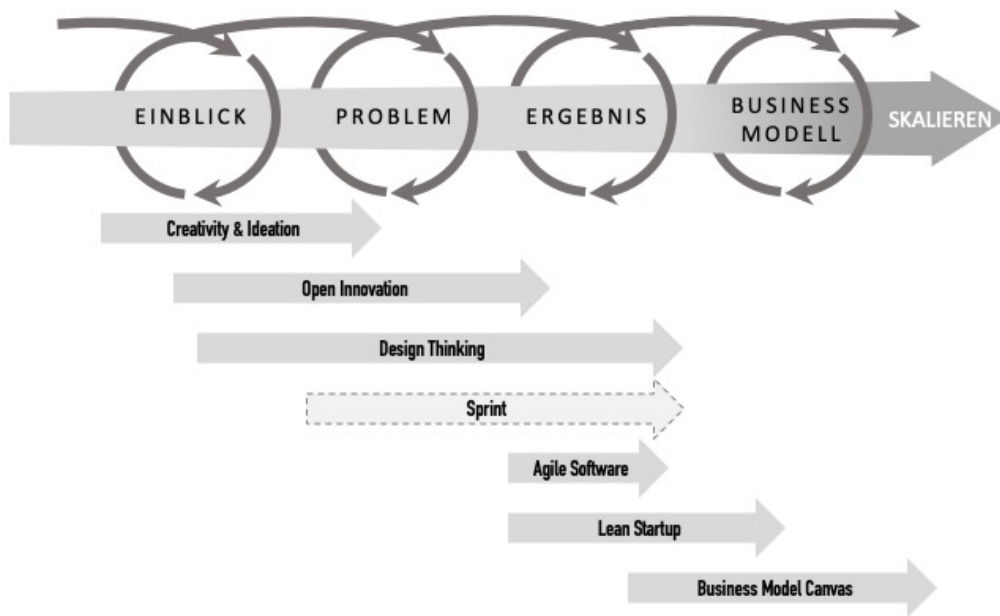 EINBLICK
PROBLEM
ERGEBNIS
BUSINESS
MODELL
SKALIEREN
Creativity & Ideation
Open Innovation
Design Thinking
Sprint
Agile Software
Lean Startup
Business Model Canvas